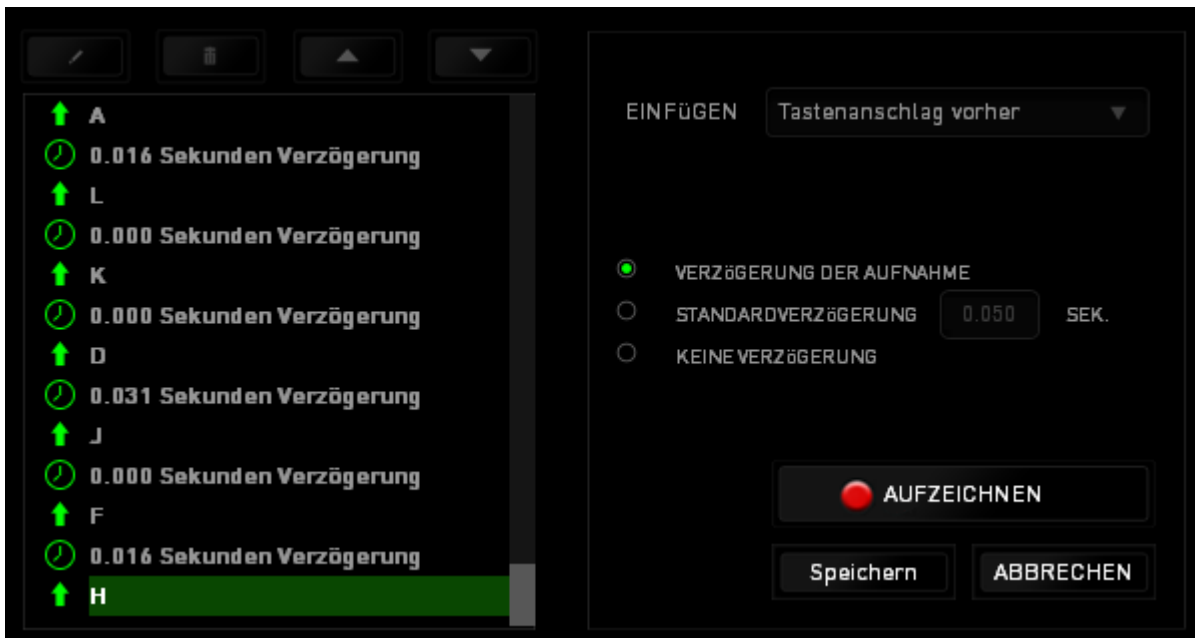 A
0.016 Sekunden Verzögerung
L
0.000 Sekunden Verzögerung
K
0.000 Sekunden Verzögerung
D
0.031 Sekunden Verzögerung
J
0.000 Sekunden Verzögerung
F
0.016 Sekunden Verzögerung
H
EINFüGEN Tastenanschlag vorher
VERZöGERUNG DER AUFNAHME
STANDARDVERZöGERUNG 0.050 SEK.
KEINE VERZöGERUNG
AUFZEICHNEN
Speichern ABBRECHEN